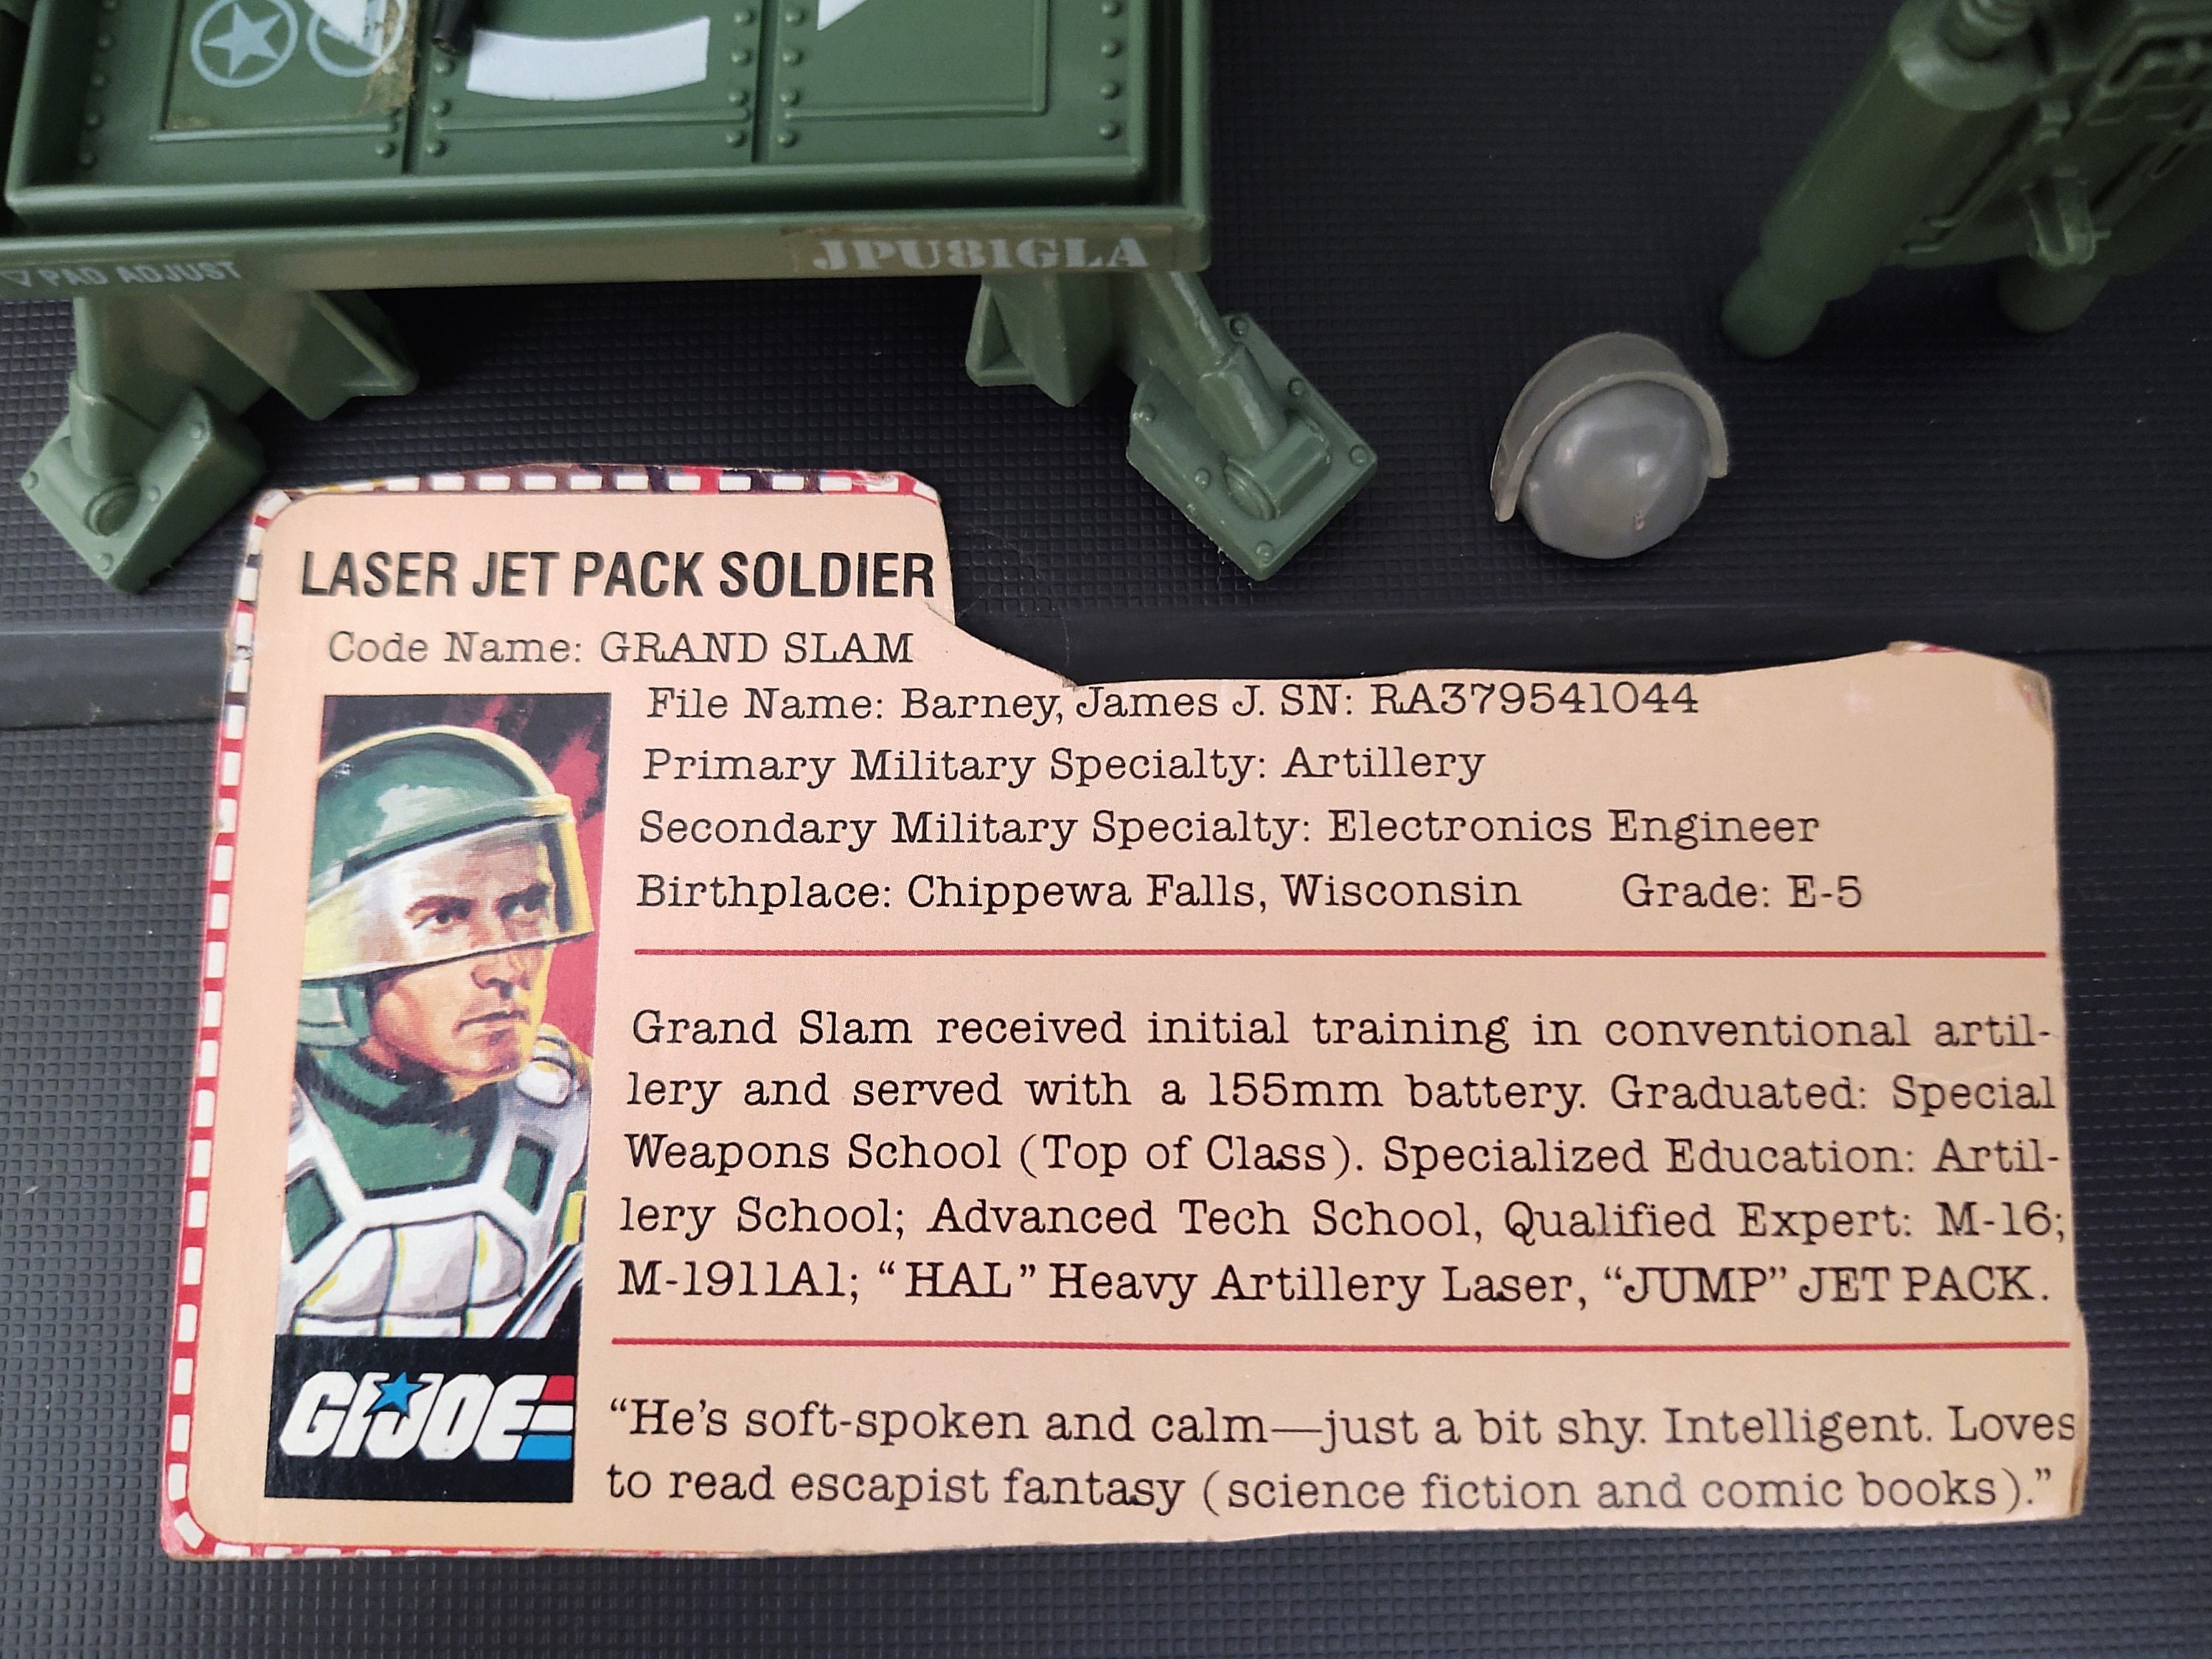 PAD ADJUST
JPU81GLA
LASER JET PACK SOLDIER
Code Name: GRAND SLAM
File Name: Barney, James J. SN: RA379541044
Primary Military Specialty: Artillery
Secondary Military Specialty: Electronics Engineer
Birthplace: Chippewa Falls, Wisconsin Grade: E-5
Grand Slam received initial training in conventional artil-
lery and served with a 155mm battery. Graduated: Special
Weapons School (Top of Class). Specialized Education: Artil-
lery School; Advanced Tech School, Qualified Expert: M-16;
M-1911A1; “HAL” Heavy Artillery Laser, “JUMP” JET PACK.
GIJOE
“He’s soft-spoken and calm—just a bit shy. Intelligent. Loves
to read escapist fantasy (science fiction and comic books).”